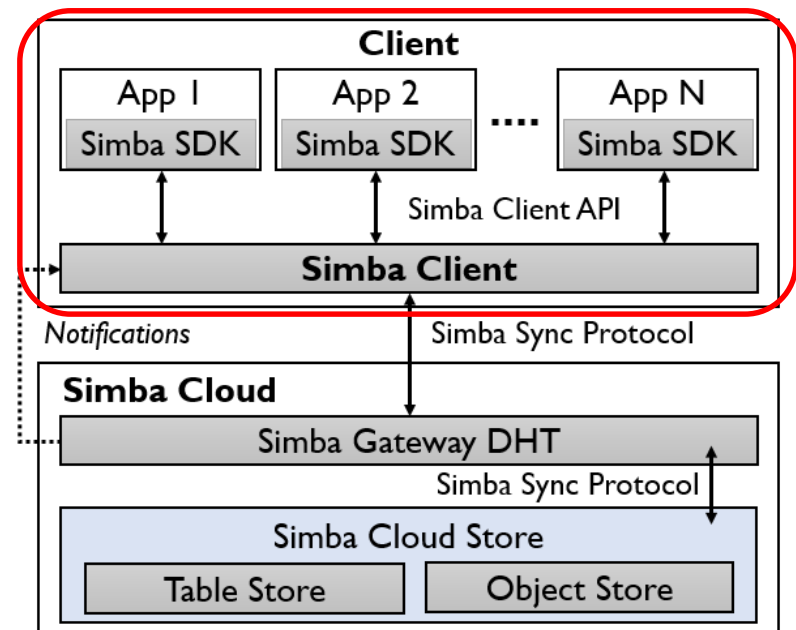 Client
App 1 App 2 .... App N
Simba SDK Simba SDK Simba SDK
Simba Client API
Simba Client
Notifications Simba Sync Protocol
Simba Cloud
Simba Gateway DHT
Simba Sync Protocol
Simba Cloud Store
Table Store Object Store